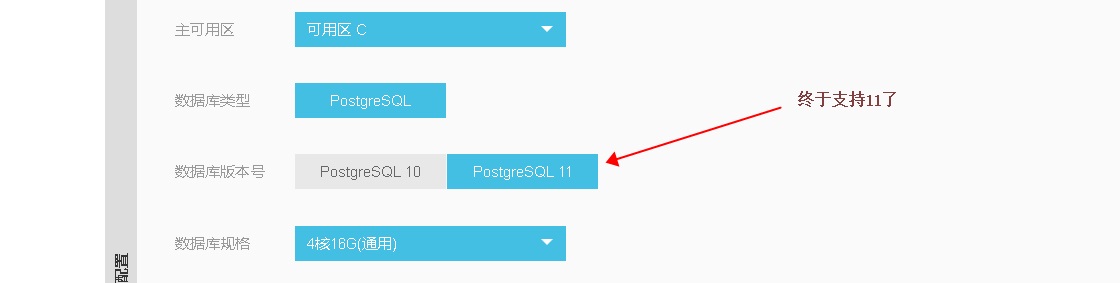 主可用区 可用区 C
数据库类型 PostgreSQL
终于支持11了
数据库版本号 PostgreSQL 10 PostgreSQL 11
数据库规格 4核16G(通用)
配置